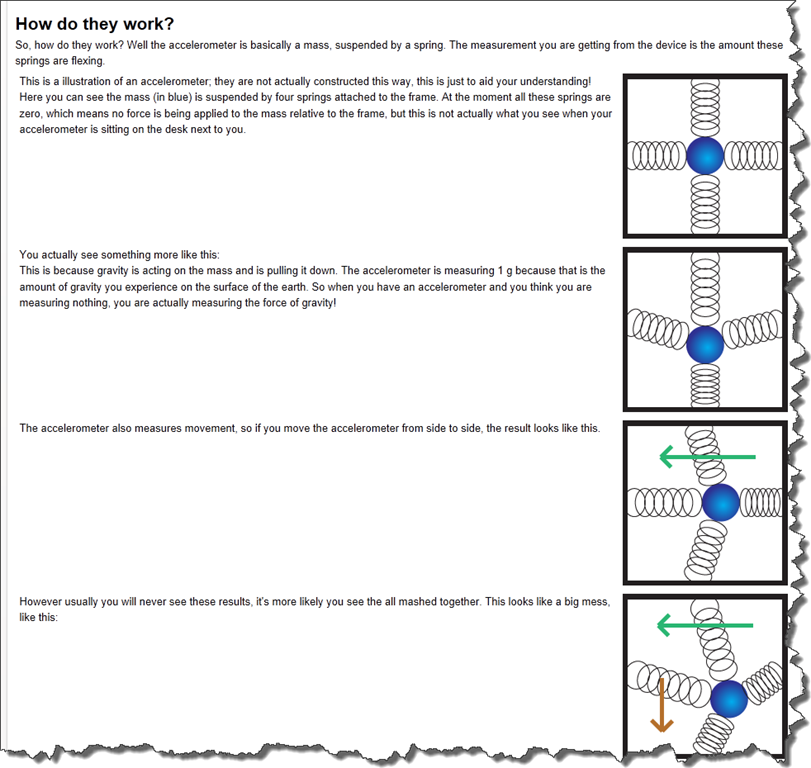 How do they work?
So, how do they work? Well the accelerometer is basically a mass, suspended by a spring. The measurement you are getting from the device is the amount these
springs are flexing.
This is a illustration of an accelerometer; they are not actually constructed this way, this is just to aid your understanding!
Here you can see the mass (in blue) is suspended by four springs attached to the frame. At the moment all these springs are
zero, which means no force is being applied to the mass relative to the frame, but this is not actually what you see when your
accelerometer is sitting on the desk next to you.
You actually see something more like this:
This is because gravity is acting on the mass and is pulling it down. The accelerometer is measuring 1 g because that is the
amount of gravity you experience on the surface of the earth. So when you have an accelerometer and you think you are
measuring nothing, you are actually measuring the force of gravity!
The accelerometer also measures movement, so if you move the accelerometer from side to side, the result looks like this.
However usually you will never see these results, it's more likely you see the all mashed together. This looks like a big mess,
like this: